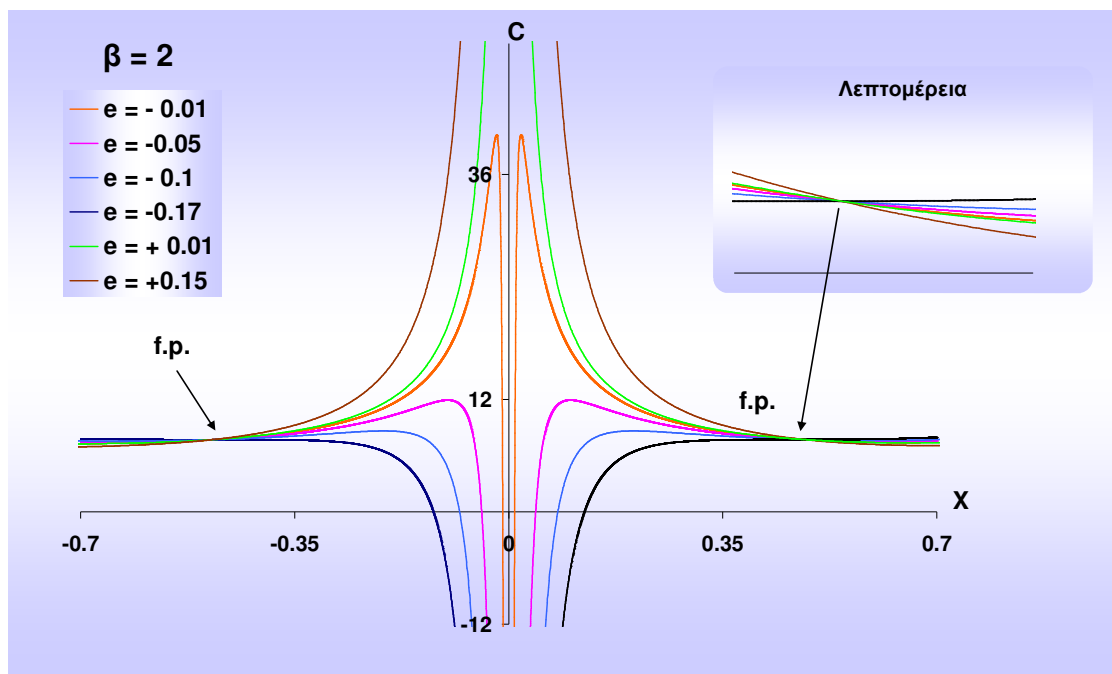 C
β = 2
e = - 0.01
e = -0.05
e = - 0.1
e = -0.17
e = + 0.01
e = +0.15
Λεπτομέρεια
36
f.p.
12
f.p.
X
-0.7
-0.35
0
0.35
0.7
-12